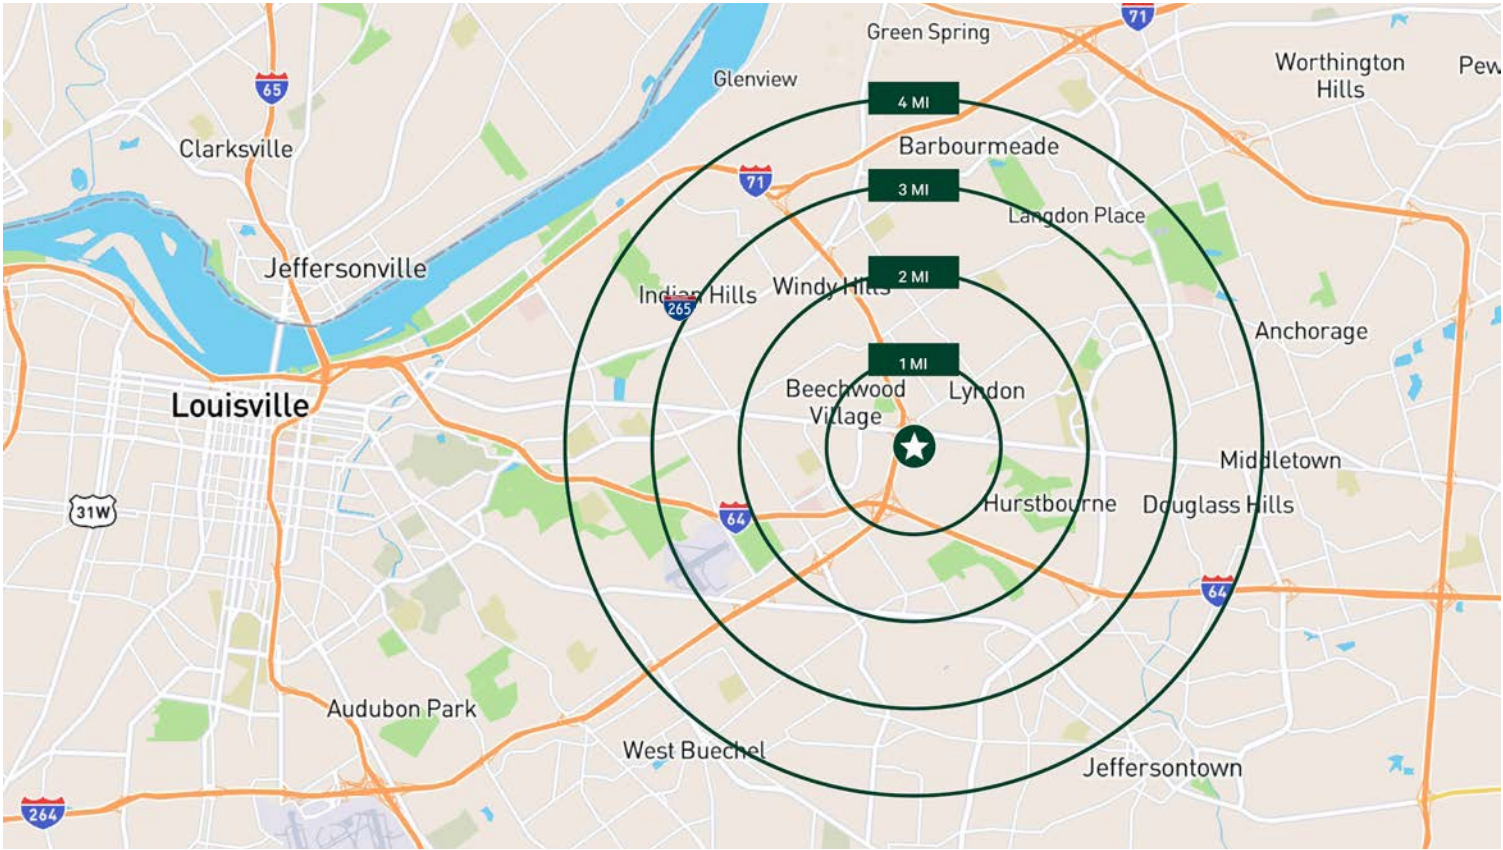 71
Green Spring
Worthington
Hills
Pew
Glenview
65
4 MI
Clarksville
Barbourmeade
71
3 MI
Langdon Place
Jeffersonville
2 MI
Indian Hills
Windy Hills
265
Anchorage
1 MI
Beechwood
Village
Lyndon
Louisville
Middletown
31W
64
Hurstbourne
Douglass Hills
64
Audubon Park
West Buechel
Jeffersontown
264